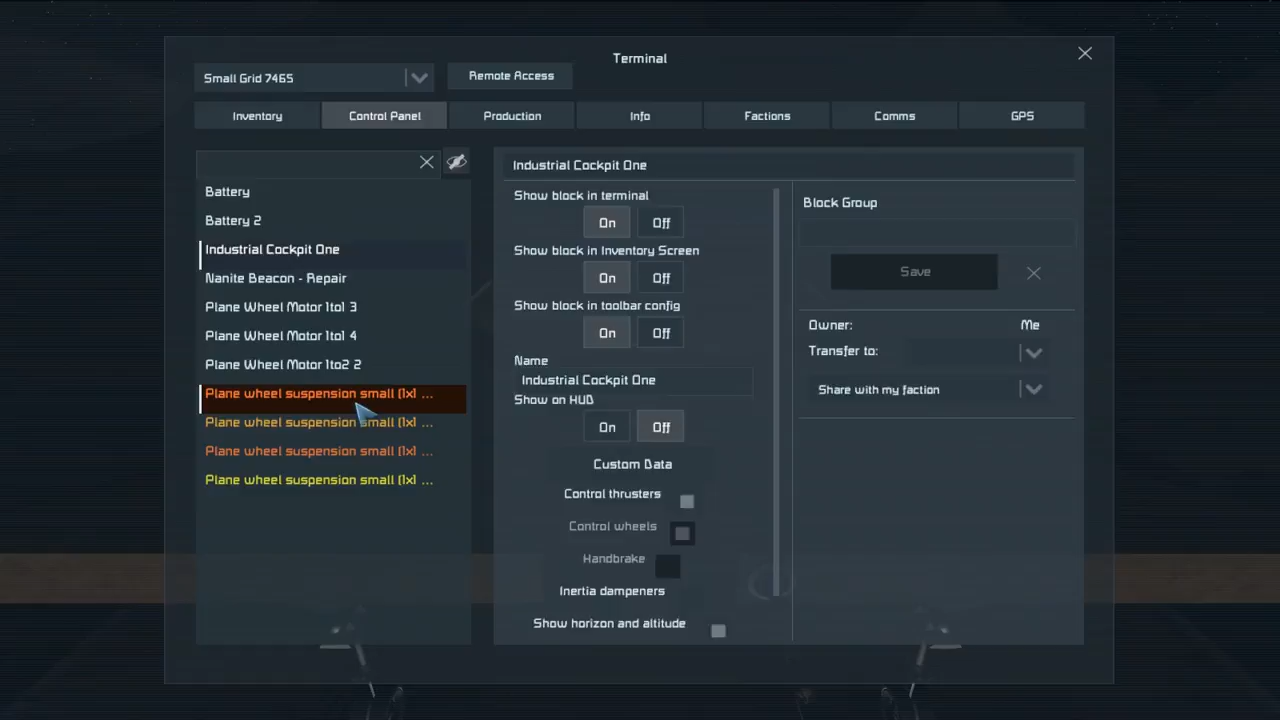 Terminal
Small Grid 7465
Remote Access
Inventory
Control Panel
Production
Info
Factions
Comms
GPS
Battery
Battery 2
Industrial Cockpit One
Nanite Beacon - Repair
Plane Wheel Motor 1to1 3
Plane Wheel Motor 1to1 4
Plane Wheel Motor 1to2 2
Plane wheel suspension small (1x1 ...
Plane wheel suspension small (1x1 ...
Plane wheel suspension small (1x1 ...
Plane wheel suspension small (1x1 ...
Industrial Cockpit One
Show block in terminal
On Off
Show block in Inventory Screen
On Off
Show block in toolbar config
On Off
Name
Industrial Cockpit One
Show on HUD
On Off
Custom Data
Control thrusters
Control wheels
Handbrake
Inertia dampeners
Show horizon and altitude
Block Group
Save
Owner: Me
Transfer to:
Share with my faction